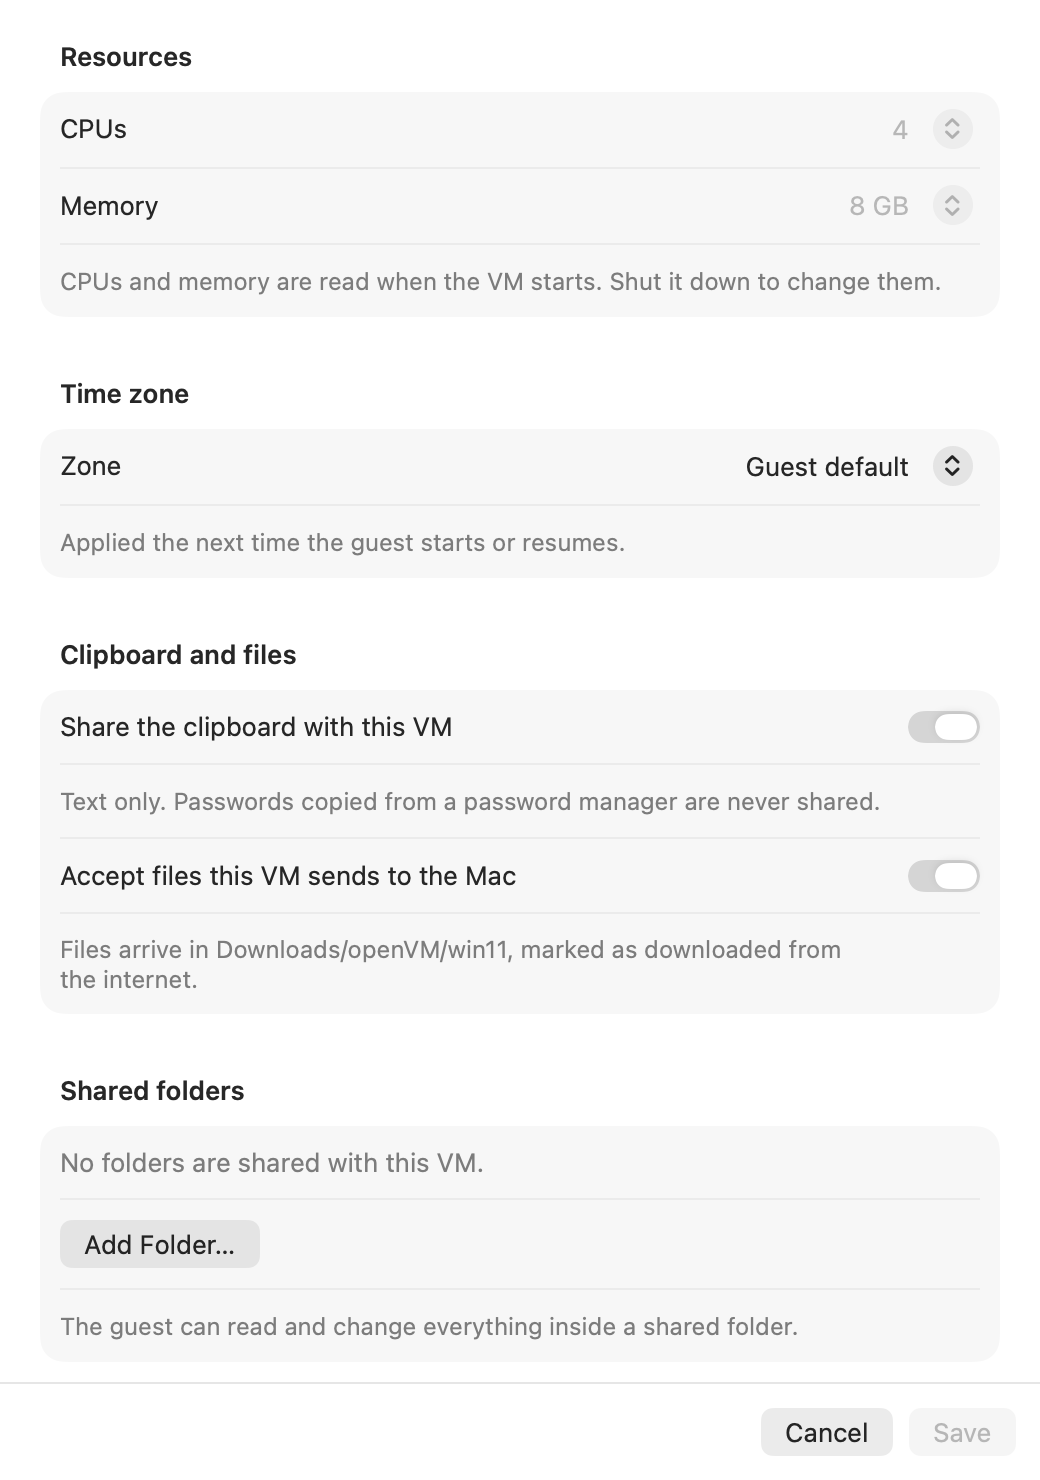 Resources
CPUs 4
Memory 8 GB
CPUs and memory are read when the VM starts. Shut it down to change them.
Time zone
Zone Guest default
Applied the next time the guest starts or resumes.
Clipboard and files
Share the clipboard with this VM
Text only. Passwords copied from a password manager are never shared.
Accept files this VM sends to the Mac
Files arrive in Downloads/openVM/win11, marked as downloaded from
the internet.
Shared folders
No folders are shared with this VM.
Add Folder...
The guest can read and change everything inside a shared folder.
Cancel Save